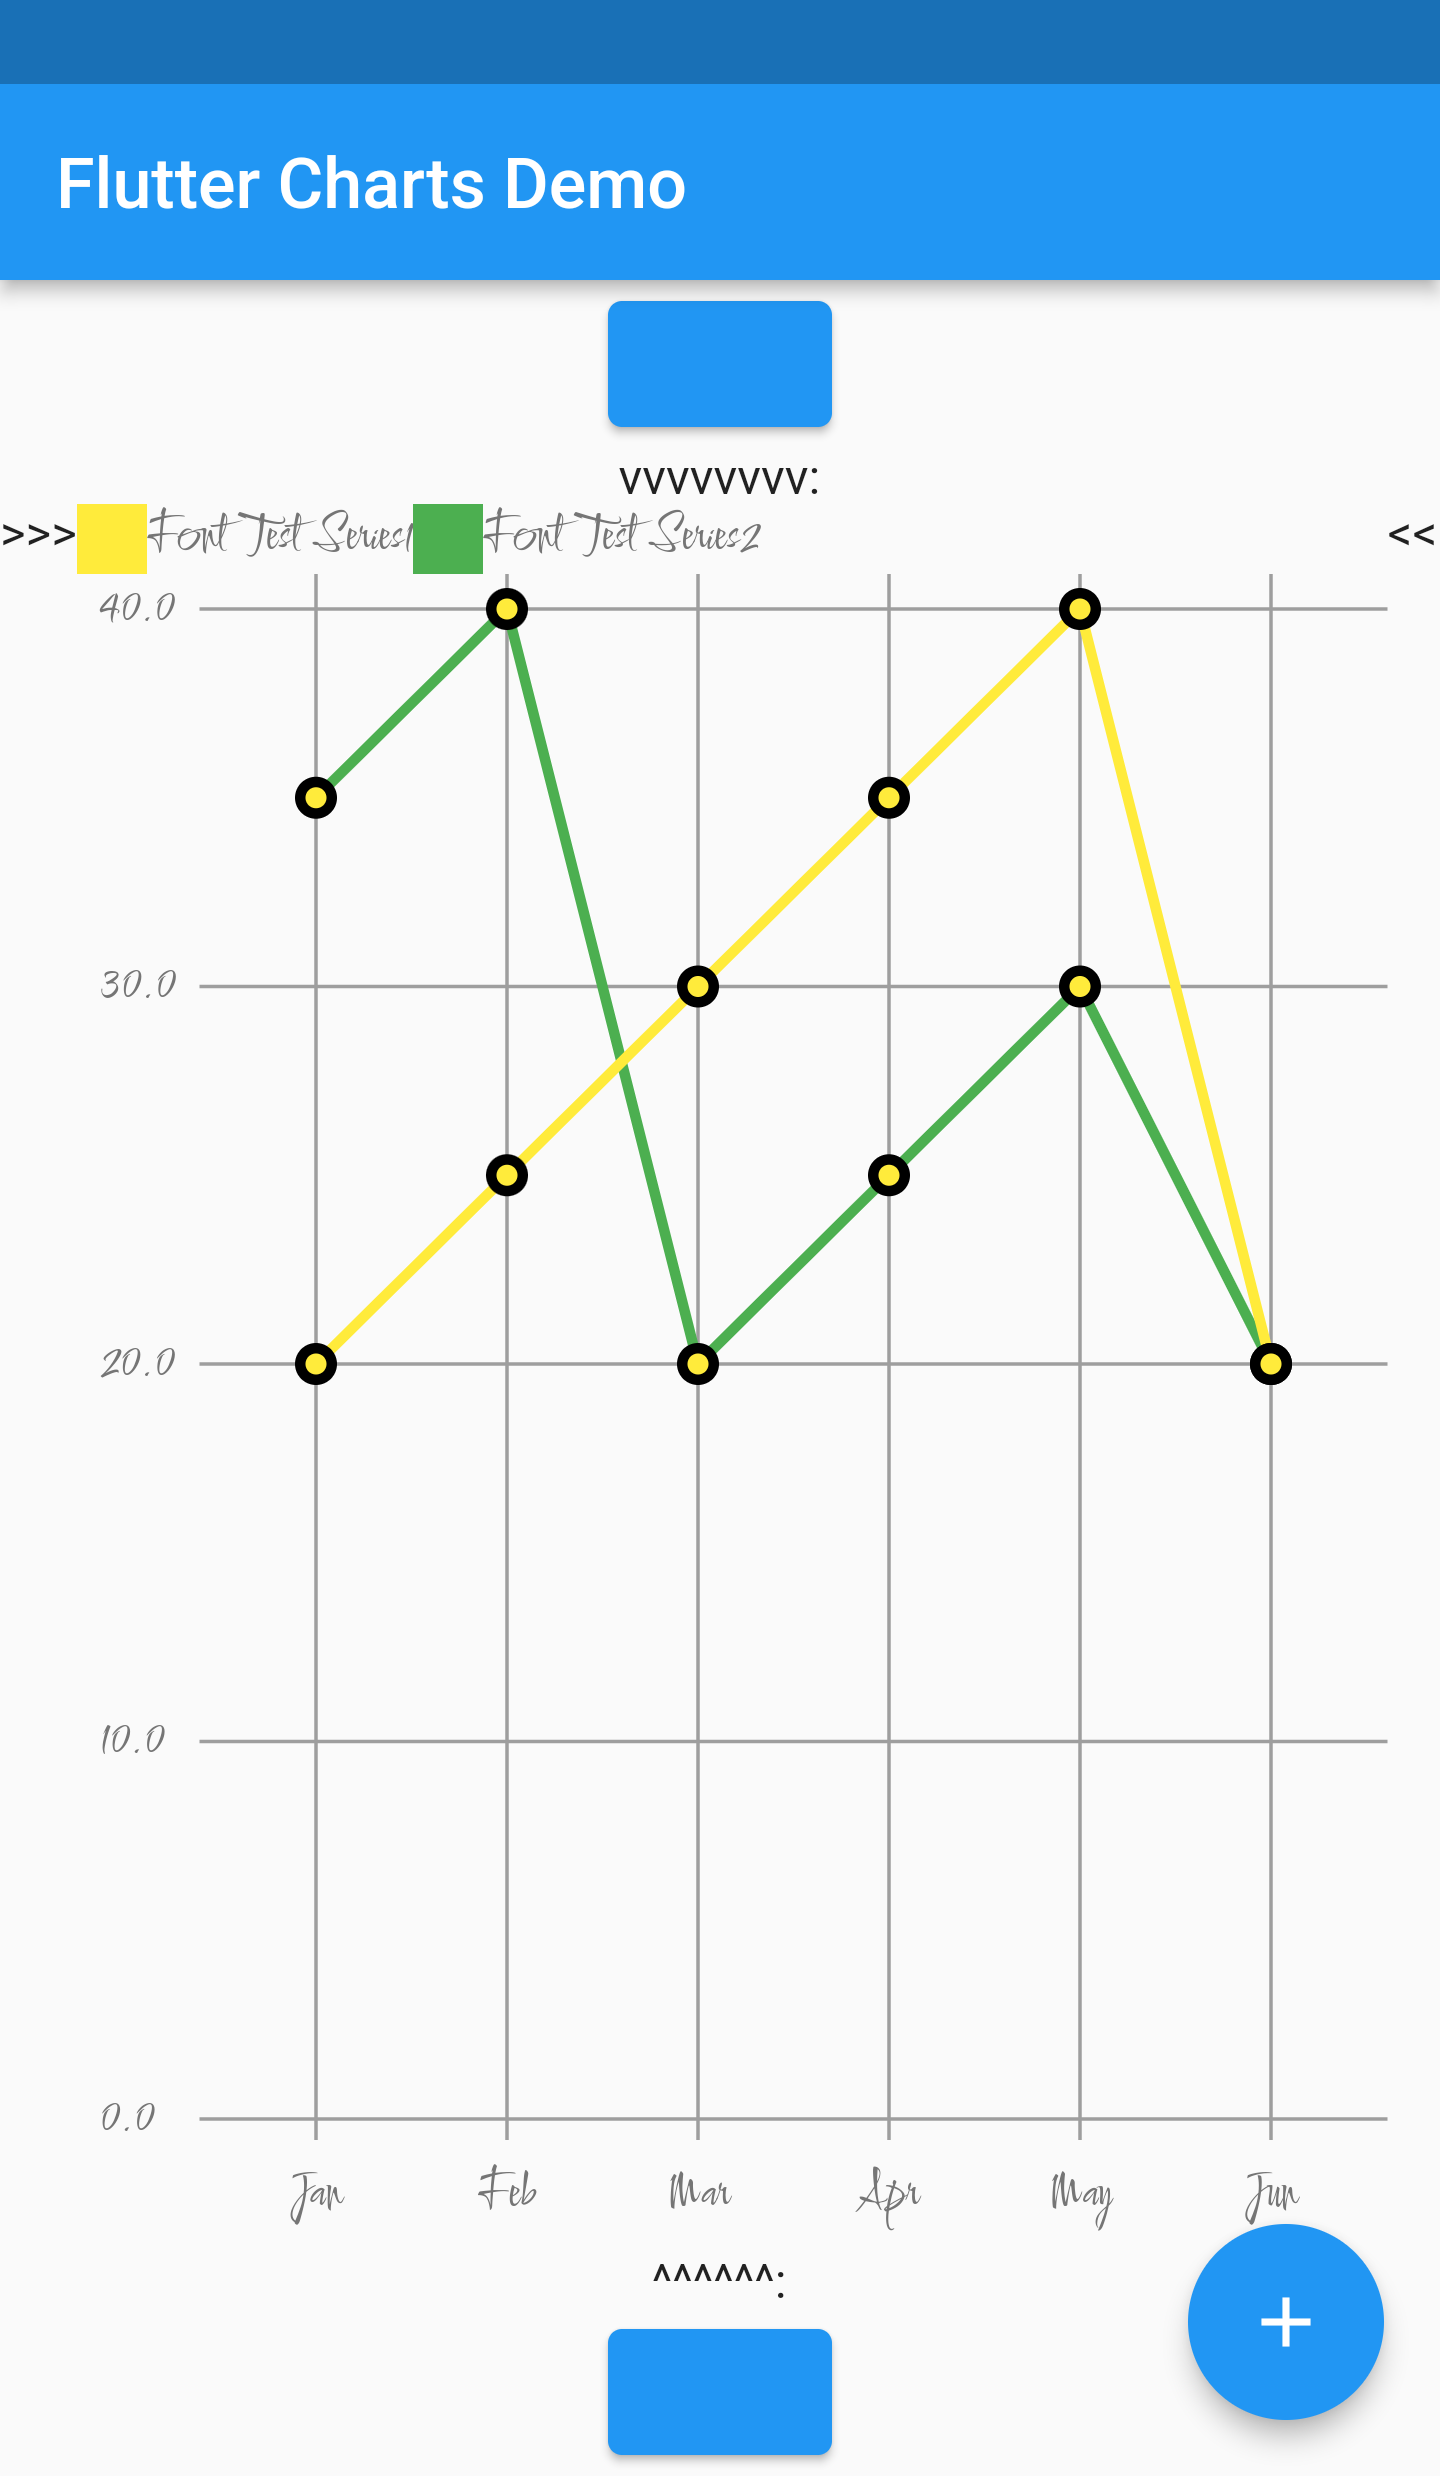 Flutter Charts Demo
vvvvvvvv:
>>> Font Test Series1 Font Test Series2 <<
40.0
30.0
20.0
10.0
0.0
Jan Feb Mar Apr May Jun
^^^^^^:
+